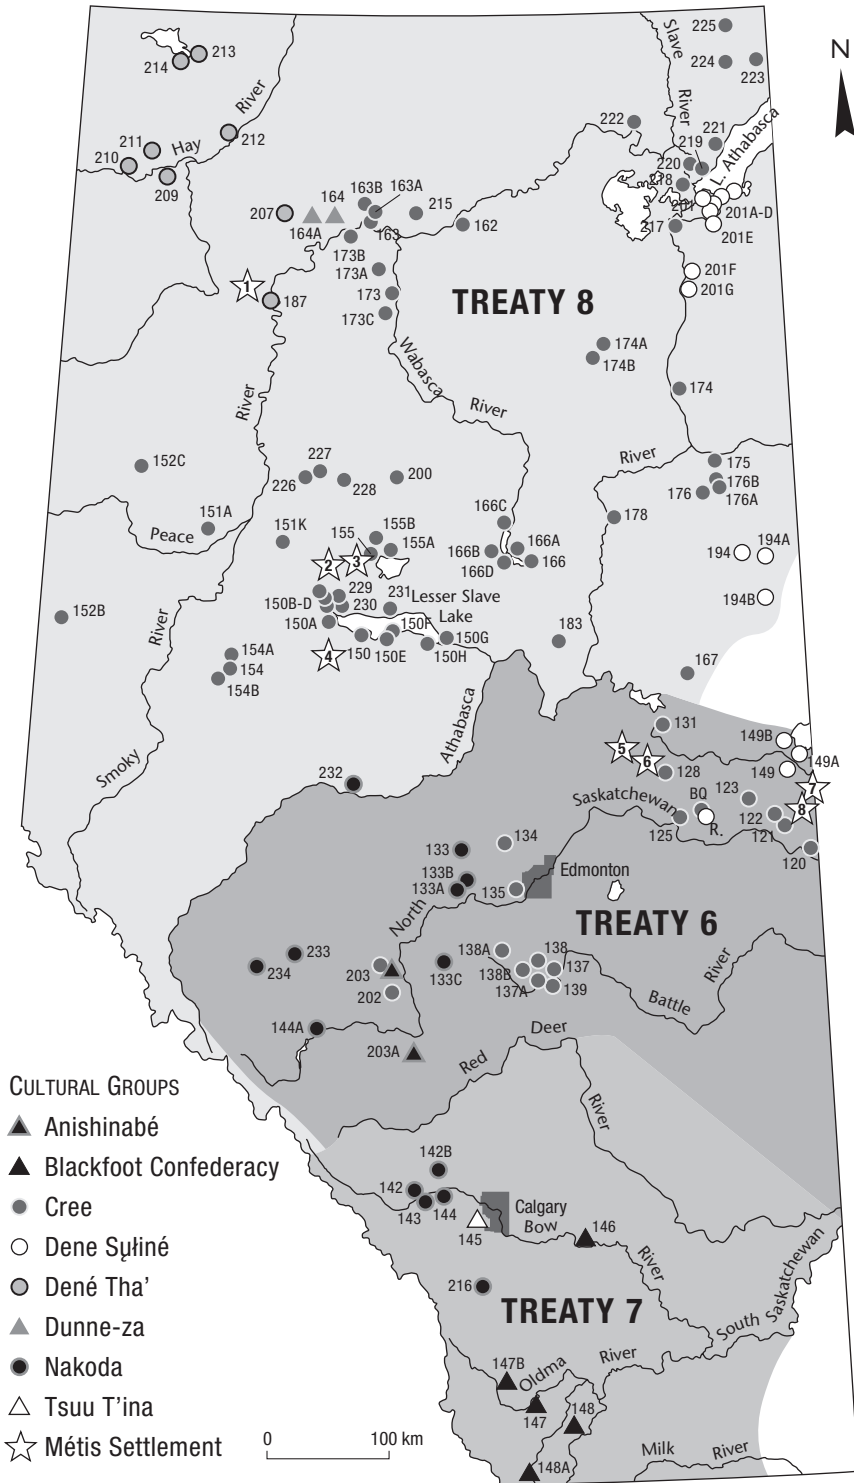 225
Slave
213
214
224
223
N
River
River
222
221
212
219
L. Athabasca
211
Hay
220
210
218
163B
163A
209
164
215
207
201
201A-D
164A
163
162
217
201E
173B
173A
201F
1
201G
187
173
TREATY 8
173C
174A
Wabasca
174B
174
River
River
River
227
175
152C
200
176B
226
228
176
176A
166C
151A
178
155B
Peace
151K
155
155A
166A
194A
166B
194
2
3
166
166D
229
231
Lesser Slave
194B
152B
150B-D
230
Lake
150A
150F
River
150G
183
154A
150
154
150E
150H
4
167
154B
Athabasca
131
149B
5
Smoky
6
149A
232
128
149
7
Saskatchewan
BQ
123
8
R.
122
125
121
134
133
120
133B
Edmonton
133A
135
North
TREATY 6
138A
138
233
137
203
133C
138B
River
234
137A
139
202
Battle
144A
Deer
203A
Red
CULTURAL GROUPS
River
Anishinabé
142B
Blackfoot Confederacy
142
Cree
143
144
Calgary
Bow
146
145
Dene Sųłiné
River
Saskatchewan
Dené Tha’
216
TREATY 7
South
Dunne-za
River
Nakoda
147B
Oldma
Tsuu T’ina
147
148
Métis Settlement
0
100 km
Milk
River
148A